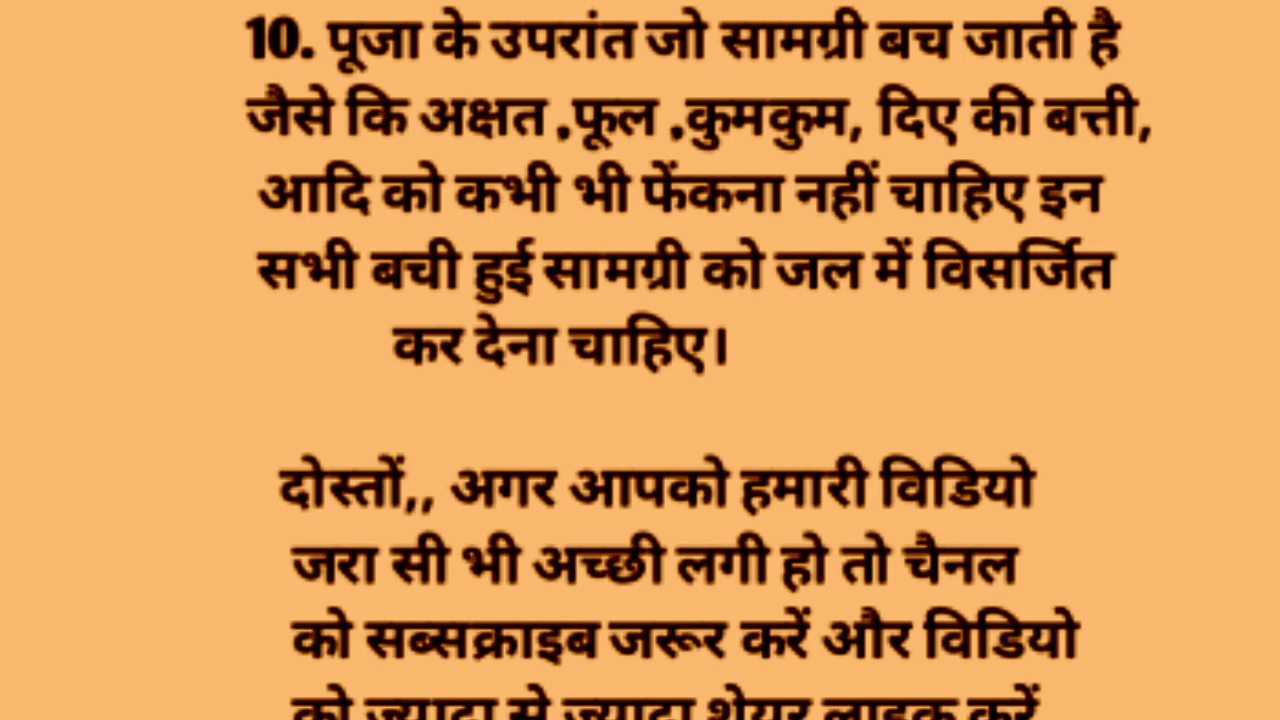 10. पूजा के उपरांत जो सामग्री बच जाती है
जैसे कि अक्षत .फूल .कुमकुम, दिए की बत्ती,
आदि को कभी भी फेंकना नहीं चाहिए इन
सभी बची हुई सामग्री को जल में विसर्जित
कर देना चाहिए।
दोस्तों,, अगर आपको हमारी विडियो
जरा सी भी अच्छी लगी हो तो चैनल
को सब्सक्राइब जरूर करें और विडियो
को ज्यादा से ज्यादा शेयर लाइक करें